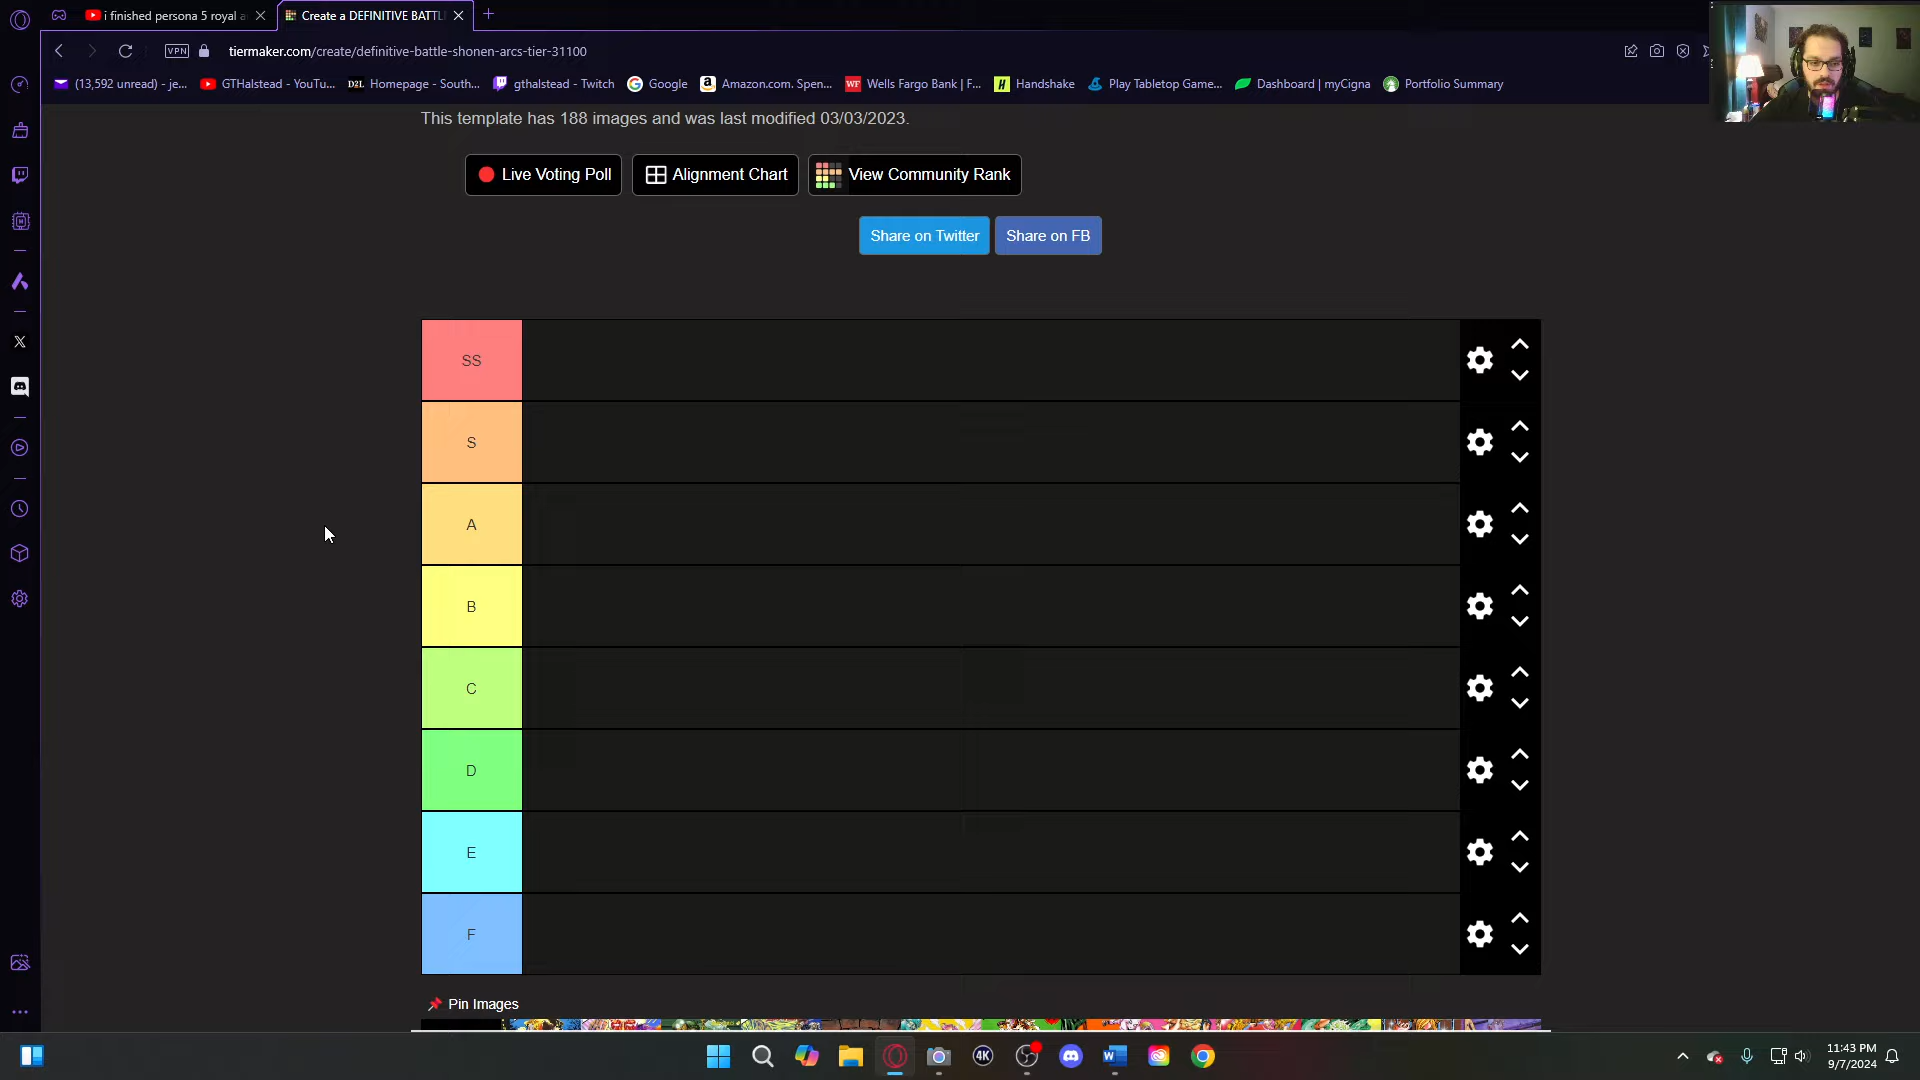 i finished persona 5 royal a
Create a DEFINITIVE BATTL
VPN
tiermaker.com/create/definitive-battle-shonen-arcs-tier-31100
(13,592 unread) - je...
GTHalstead - YouTu...
D2L Homepage - South...
gthalstead - Twitch
Google
Amazon.com. Spen...
WF Wells Fargo Bank | F...
Handshake
Play Tabletop Game...
Dashboard | myCigna
Portfolio Summary
This template has 188 images and was last modified 03/03/2023.
Live Voting Poll
Alignment Chart
View Community Rank
Share on Twitter
Share on FB
SS
S
A
B
C
D
E
F
Pin Images
4K
11:43 PM
9/7/2024